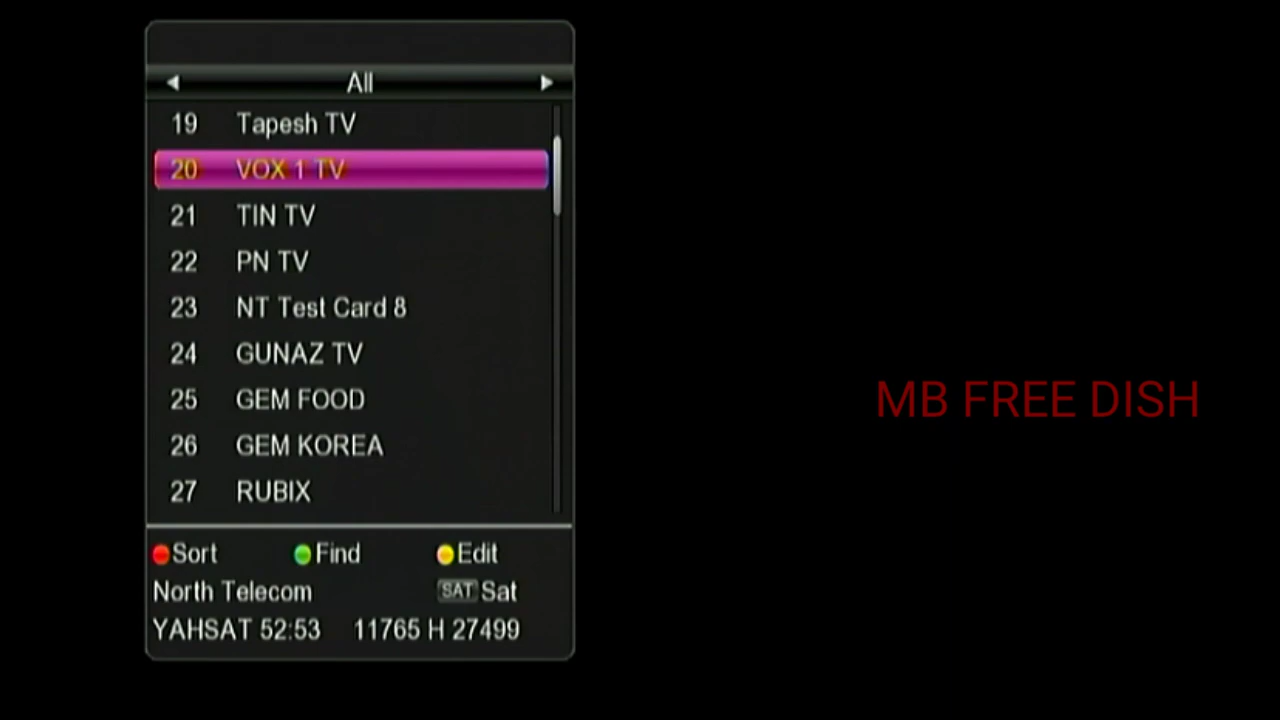 All
19 Tapesh TV
20 VOX 1 TV
21 TIN TV
22 PN TV
23 NT Test Card 8
24 GUNAZ TV
25 GEM FOOD
26 GEM KOREA
27 RUBIX
Sort Find Edit
North Telecom SAT Sat
YAHSAT 52:53 11765 H 27499
MB FREE DISH